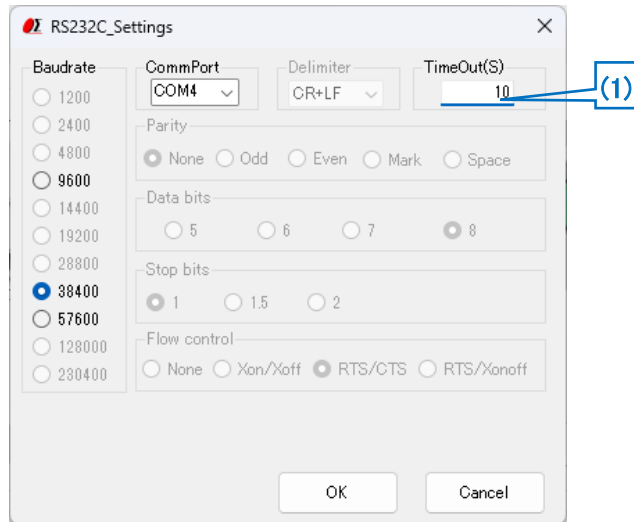 RS232C_Settings
Baudrate
1200
2400
4800
9600
14400
19200
28800
38400
57600
128000
230400
CommPort
COM4
Delimiter
CR+LF
TimeOut(S)
10
(1)
Parity
None Odd Even Mark Space
Data bits
5 6 7 8
Stop bits
1 1.5 2
Flow control
None Xon/Xoff RTS/CTS RTS/Xonoff
OK Cancel